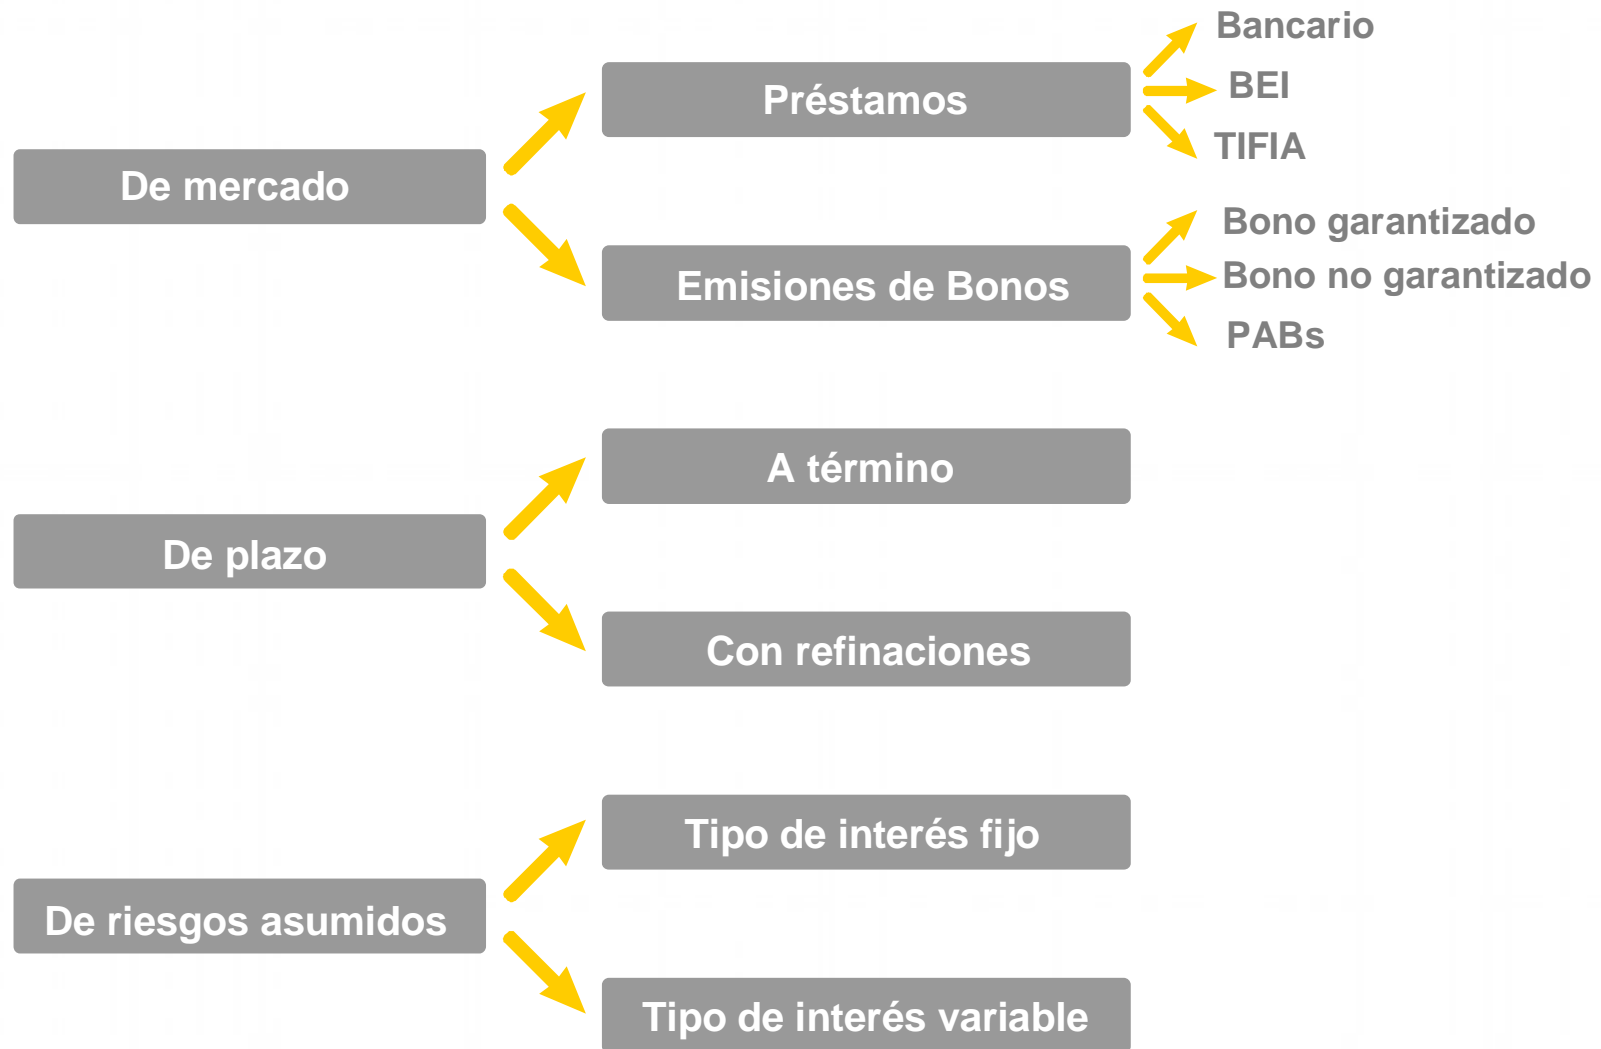 De mercado
Préstamos
Bancario
BEI
TIFIA
Emisiones de Bonos
Bono garantizado
Bono no garantizado
PABs
De plazo
A término
Con refinaciones
De riesgos asumidos
Tipo de interés fijo
Tipo de interés variable